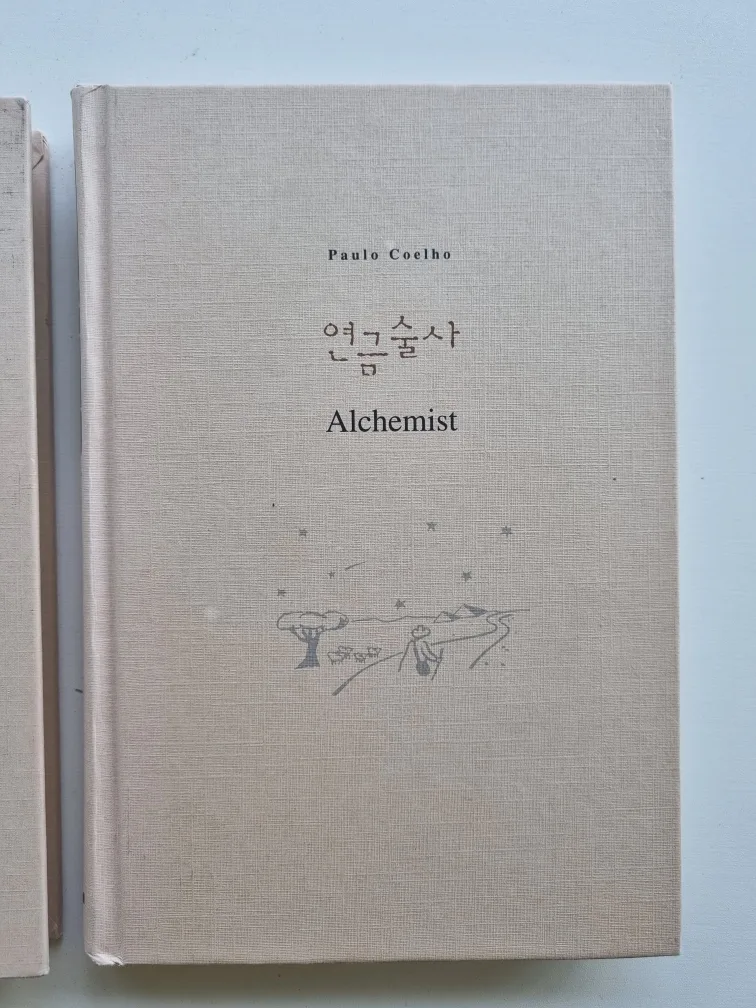 Paulo Coelho
연금술사
Alchemist